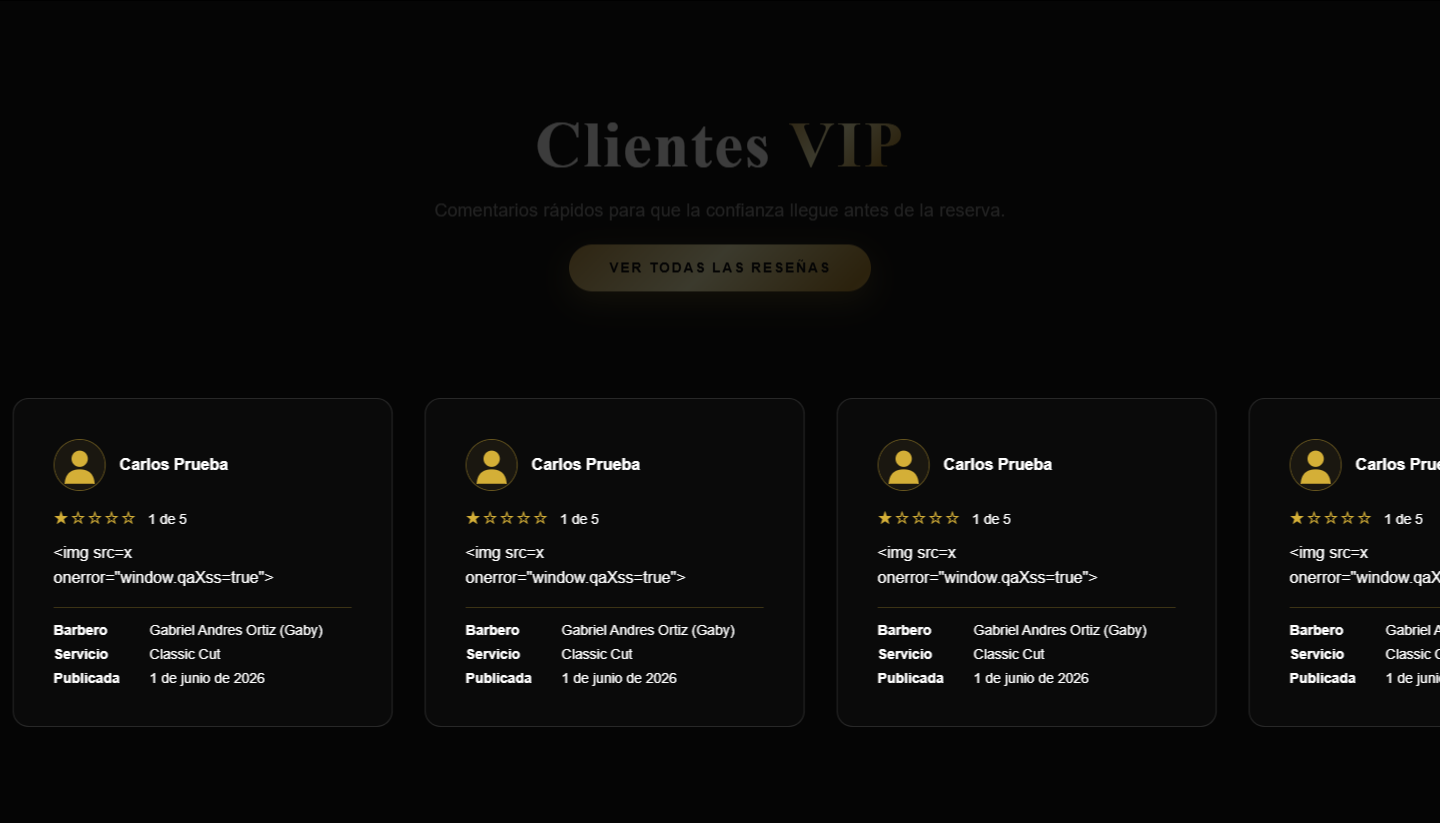 Clientes VIP
Comentarios rápidos para que la confianza llegue antes de la reserva.
VER TODAS LAS RESEÑAS
Carlos Prueba
★☆☆☆☆ 1 de 5
<img src=x
onerror="window.qaXss=true">
Barbero Gabriel Andres Ortiz (Gaby)
Servicio Classic Cut
Publicada 1 de junio de 2026
Carlos Prueba
★☆☆☆☆ 1 de 5
<img src=x
onerror="window.qaXss=true">
Barbero Gabriel Andres Ortiz (Gaby)
Servicio Classic Cut
Publicada 1 de junio de 2026
Carlos Prueba
★☆☆☆☆ 1 de 5
<img src=x
onerror="window.qaXss=true">
Barbero Gabriel Andres Ortiz (Gaby)
Servicio Classic Cut
Publicada 1 de junio de 2026
Carlos
★☆☆☆☆ 1 de 5
<img src=x
Barbero
Servicio
Publicada 1 de